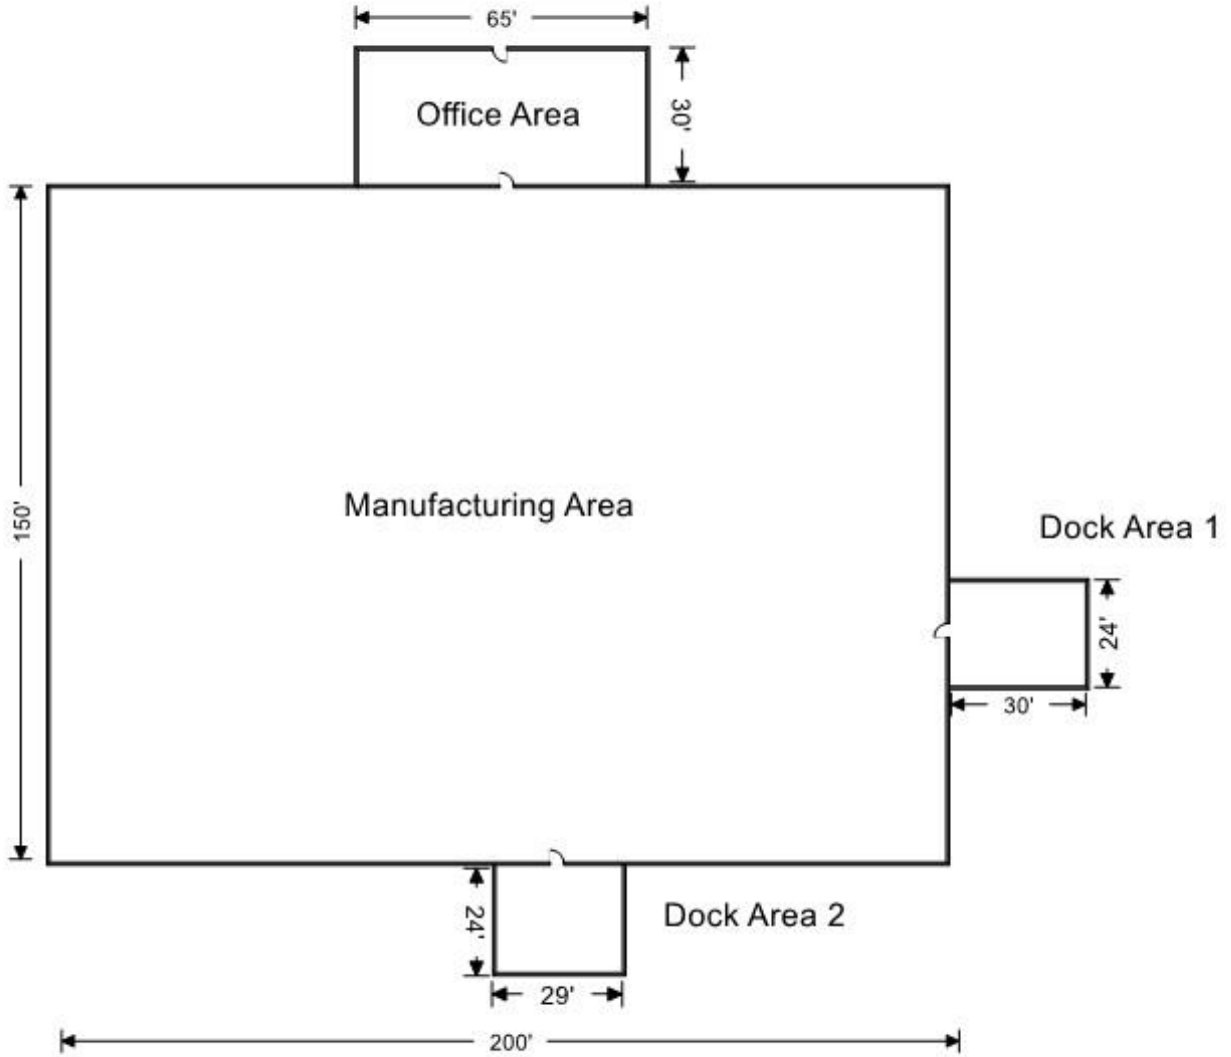 65'
Office Area
30'
150'
Manufacturing Area
Dock Area 1
24'
30'
24'
Dock Area 2
29'
200'